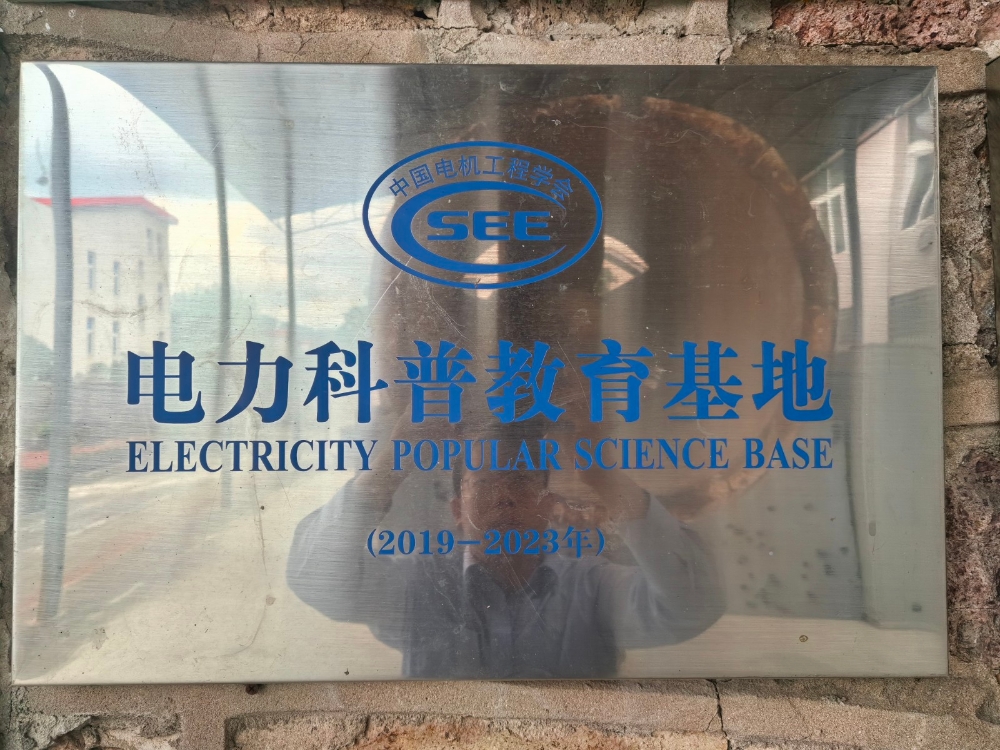 中国电机工程学会
CSEE
电力科普教育基地
ELECTRICITY POPULAR SCIENCE BASE
(2019-2023年)